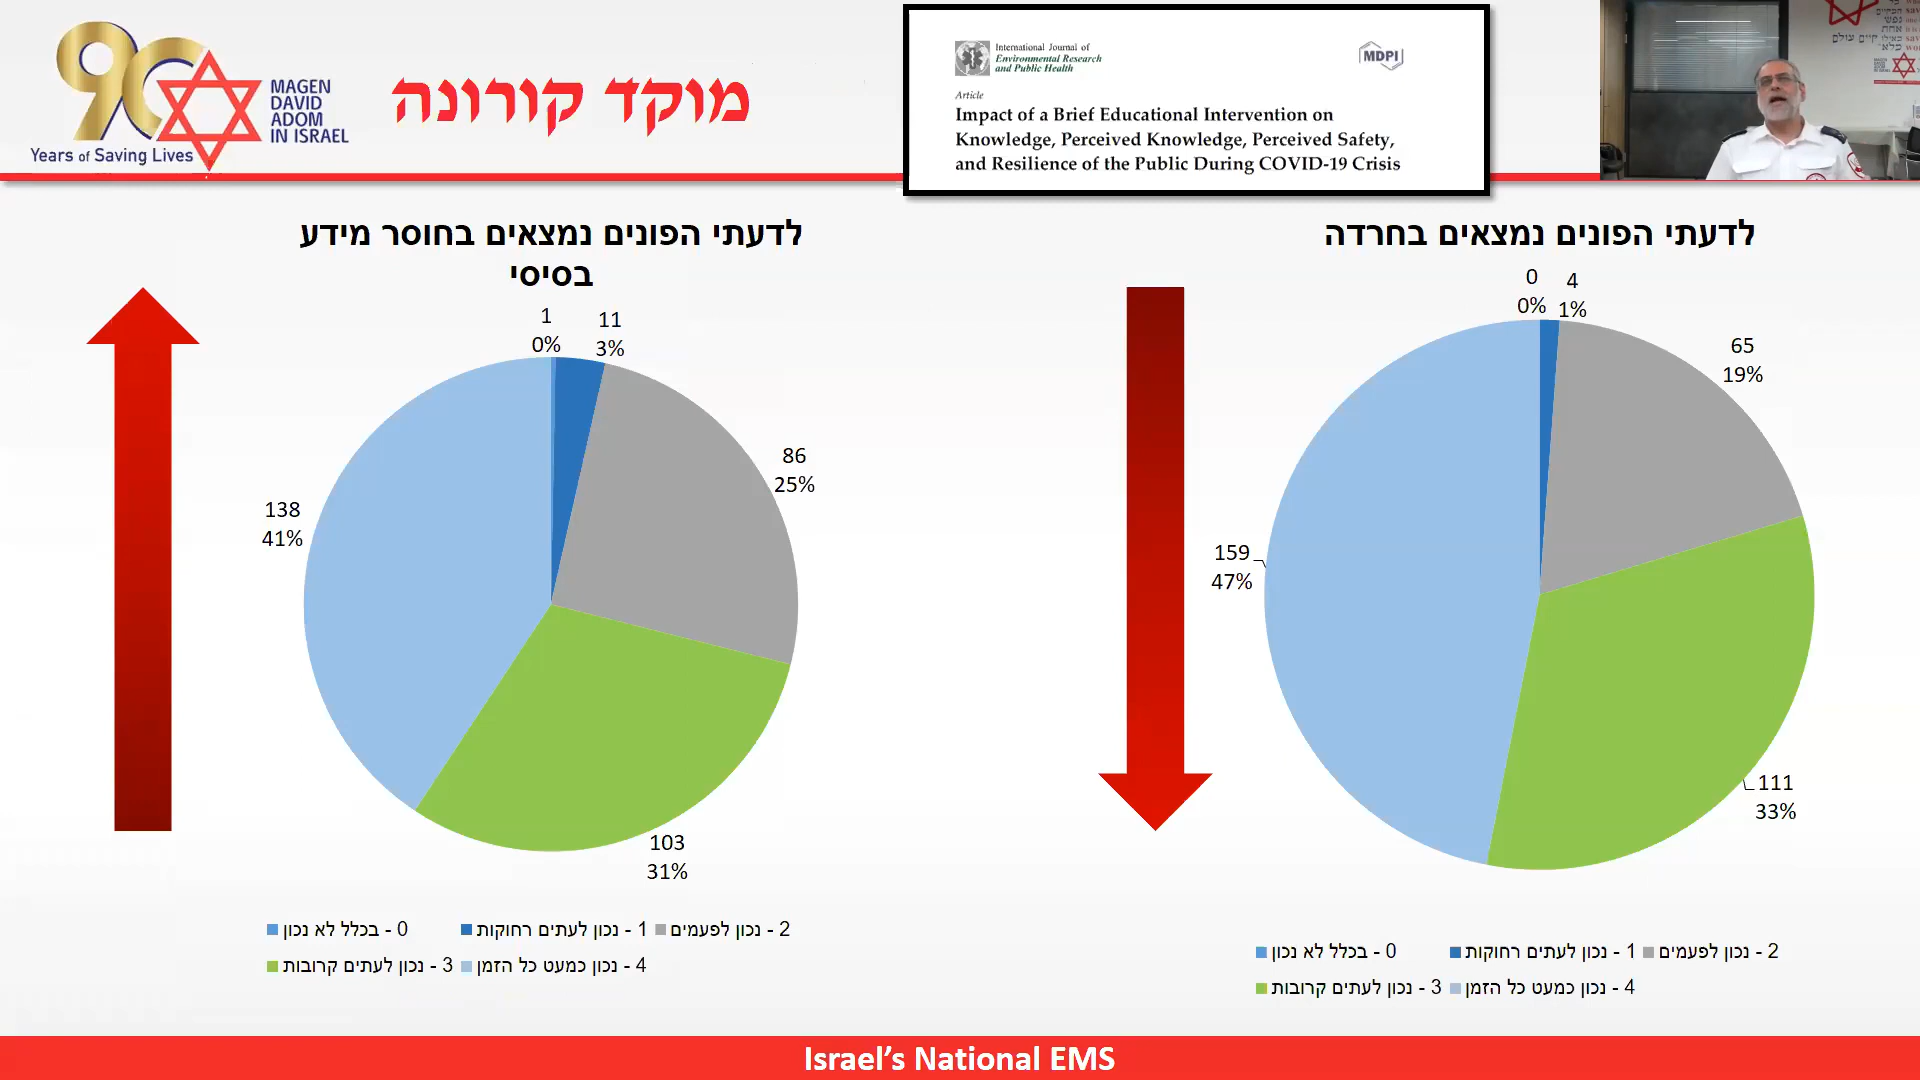 90
Years of Saving Lives
MAGEN
DAVID
ADOM
IN ISRAEL
מוקד קורונה
International Journal of
Environmental Research
and Public Health
MDPI
Article
Impact of a Brief Educational Intervention on
Knowledge, Perceived Knowledge, Perceived Safety,
and Resilience of the Public During COVID-19 Crisis
לדעתי הפונים נמצאים בחרדה
0
0%
4
1%
65
19%
111
33%
159
47%
0 - בכלל לא נכון
1 - נכון לעתים רחוקות
2 - נכון לפעמים
3 - נכון לעתים קרובות
4 - נכון כמעט כל הזמן
לדעתי הפונים נמצאים בחוסר מידע
בסיסי
1
0%
11
3%
86
25%
103
31%
138
41%
0 - בכלל לא נכון
1 - נכון לעתים רחוקות
2 - נכון לפעמים
3 - נכון לעתים קרובות
4 - נכון כמעט כל הזמן
Israel’s National EMS